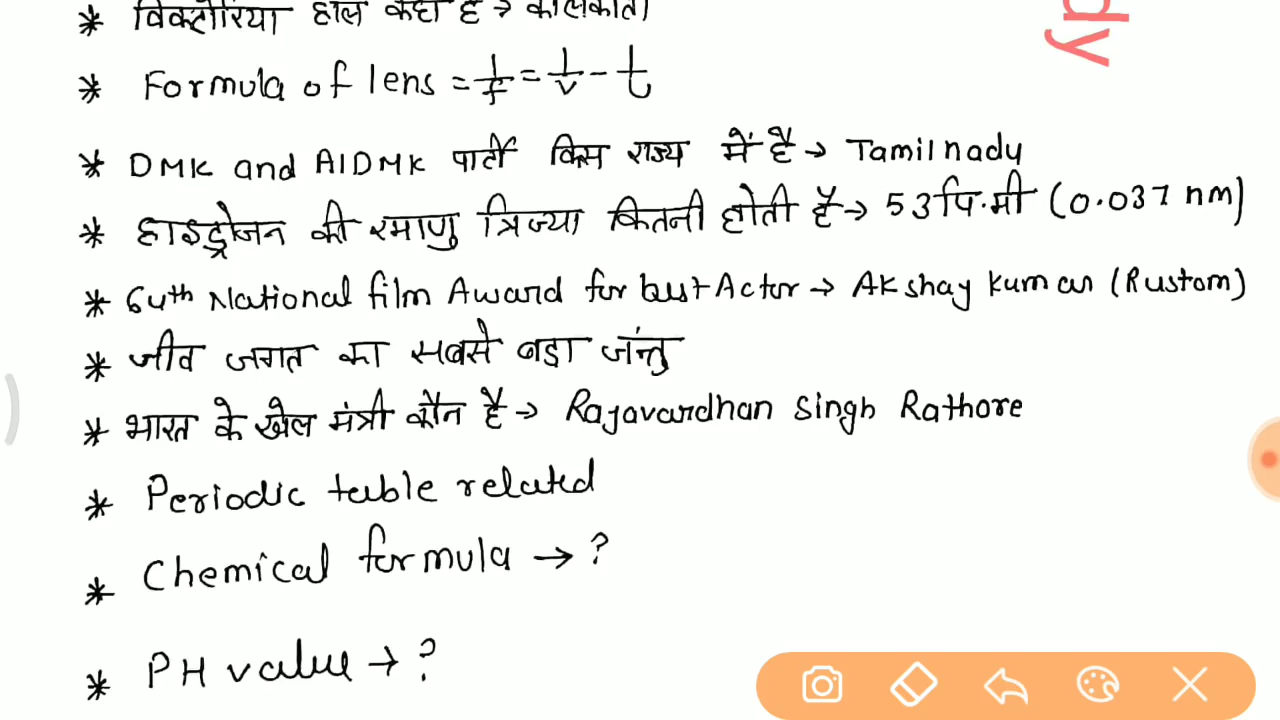 * विक्टोरिया हाल कहा है → कोलकाता
dy
* Formula of lens = 1/f = 1/v - 1/u
* DMK and AIDMK पार्टी किस राज्य में है → Tamilnady
* हाइड्रोजन की रमाणु त्रिज्या कितनी होती है → 53 पि.मी (0.037 nm)
* 64th National film Award for best Actor → Akshay Kumar (Rustom)
* जीव जगत का सबसे बड़ा जंन्तु
* भारत के खेल मंत्री कौन है → Rajavardhan Singh Rathore
* Periodic table related
* Chemical formula → ?
* PH value → ?